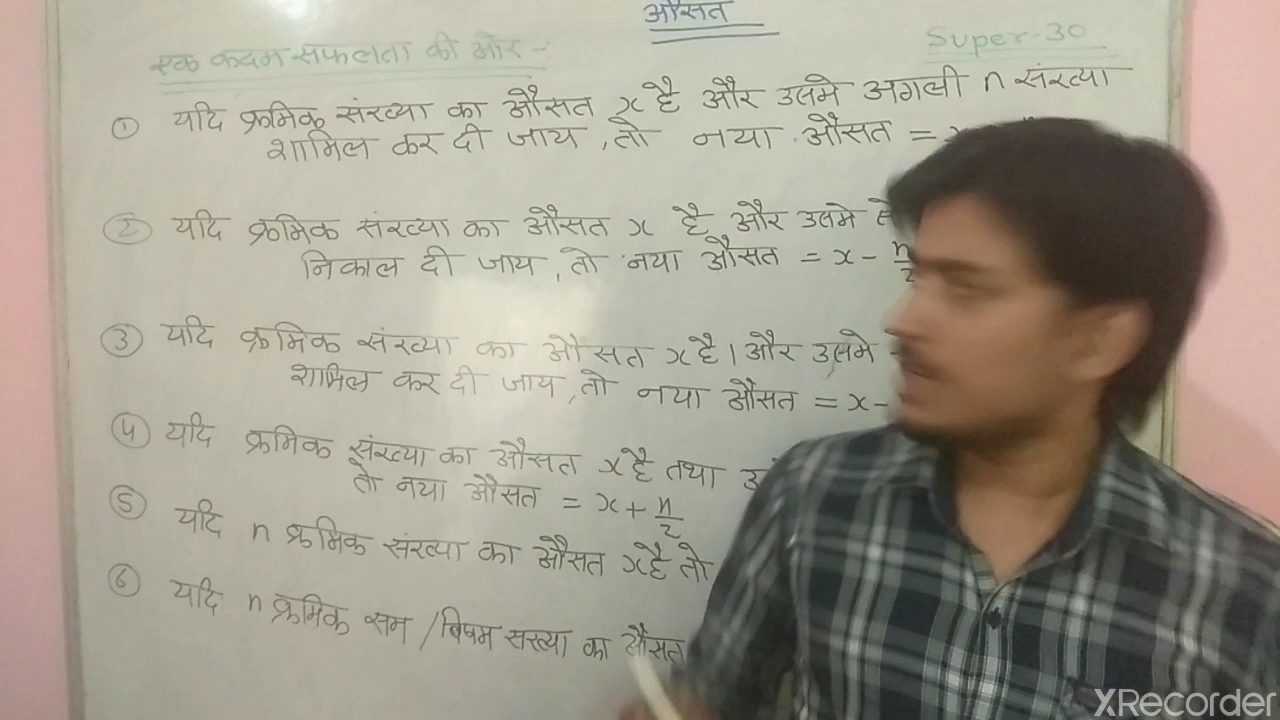 औसत
एक कदम सफलता की ओर :-
Super-30
① यदि क्रमिक संख्या का औसत x है और उसमे अगली n संख्या
शामिल कर दी जाय, तो नया औसत =
② यदि क्रमिक संख्या का औसत x है और उसमे
निकाल दी जाय, तो नया औसत = x - n/2
③ यदि क्रमिक संख्या का औसत x है। और उसमे
शामिल कर दी जाय, तो नया औसत = x -
④ यदि क्रमिक संख्या का औसत x है तथा
तो नया औसत = x + n/2
⑤ यदि n क्रमिक संख्या का औसत x है तो
⑥ यदि n क्रमिक सम / विषम संख्या का औसत
XRecorder